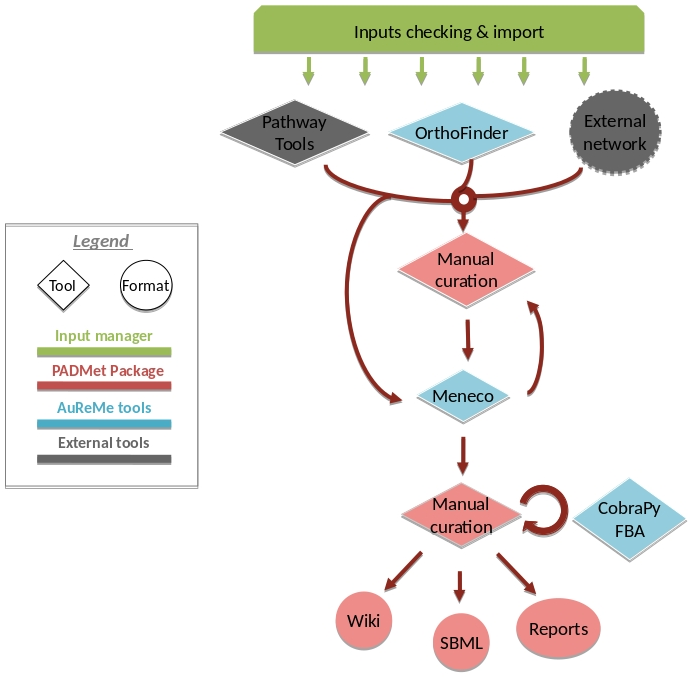 Inputs checking & import
Pathway
Tools
OrthoFinder
External
network
Manual
curation
Meneco
Manual
curation
CobraPy
FBA
Wiki
SBML
Reports
Legend
Tool
Format
Input manager
PADMet Package
AuReMe tools
External tools